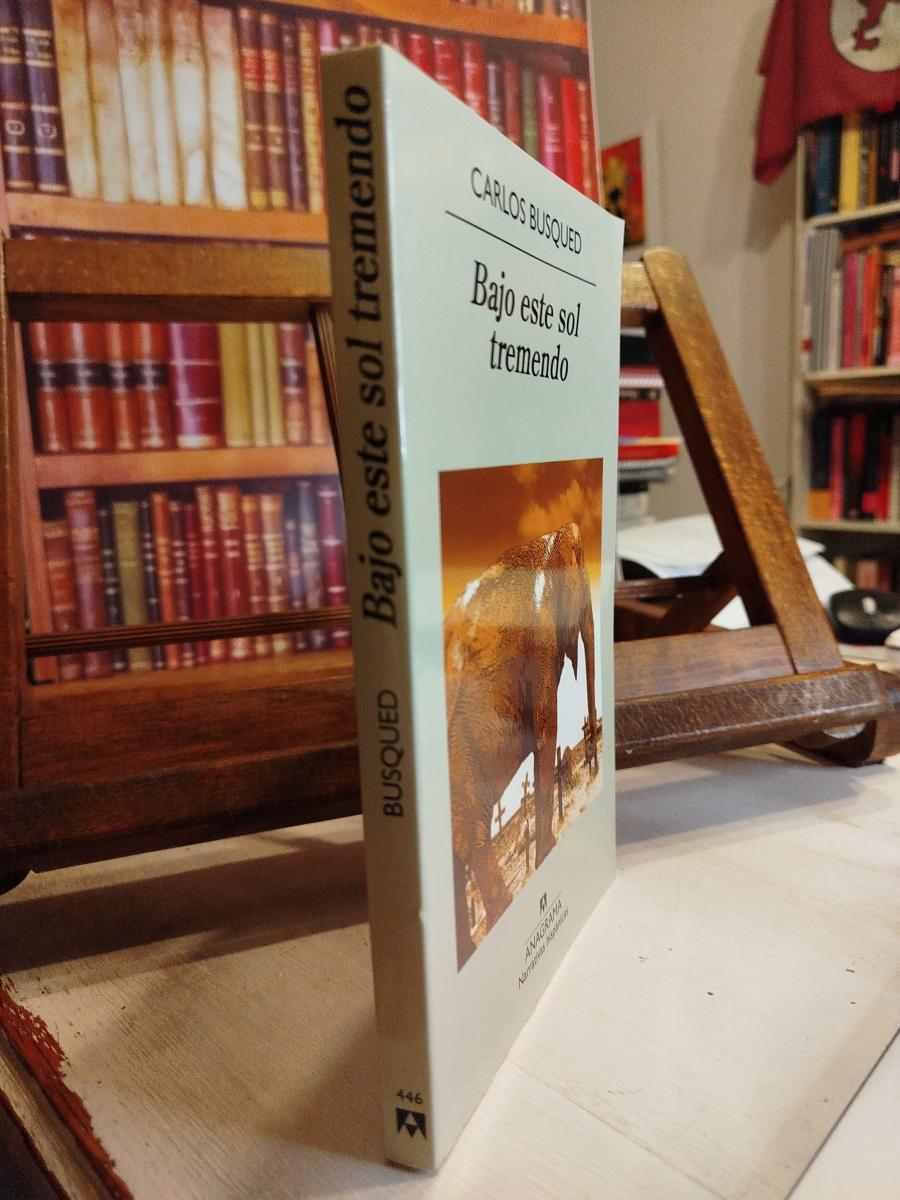 Bajo este sol tremendo
BUSQUED
446
CARLOS BUSQUED
Bajo este sol
tremendo
ANAGRAMA
Narrativas hispánicas